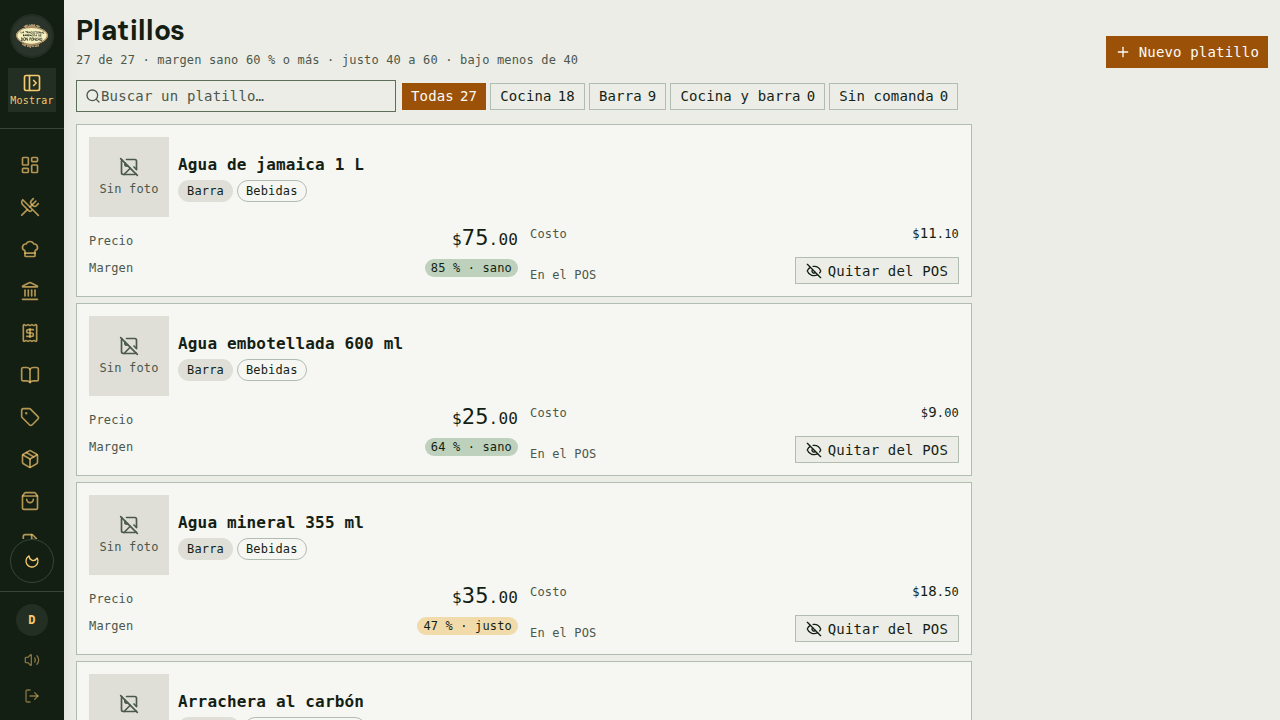 Platillos
27 de 27 · margen sano 60 % o más · justo 40 a 60 · bajo menos de 40
Nuevo platillo
Mostrar
Buscar un platillo…
Todas 27
Cocina 18
Barra 9
Cocina y barra 0
Sin comanda 0
Sin foto
Agua de jamaica 1 L
Barra
Bebidas
Precio
$75.00
Costo
$11.10
Margen
85 % · sano
En el POS
Quitar del POS
Sin foto
Agua embotellada 600 ml
Barra
Bebidas
Precio
$25.00
Costo
$9.00
Margen
64 % · sano
En el POS
Quitar del POS
Sin foto
Agua mineral 355 ml
Barra
Bebidas
Precio
$35.00
Costo
$18.50
Margen
47 % · justo
En el POS
Quitar del POS
Arrachera al carbón
D